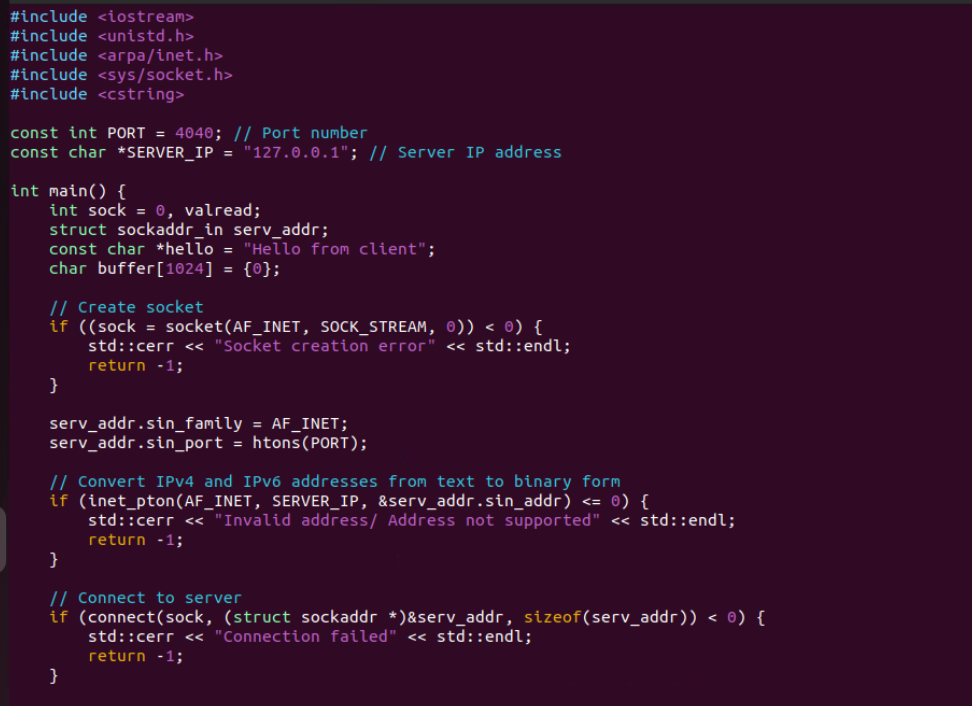 #include <iostream>
#include <unistd.h>
#include <arpa/inet.h>
#include <sys/socket.h>
#include <cstring>

const int PORT = 4040; // Port number
const char *SERVER_IP = "127.0.0.1"; // Server IP address

int main() {
    int sock = 0, valread;
    struct sockaddr_in serv_addr;
    const char *hello = "Hello from client";
    char buffer[1024] = {0};

    // Create socket
    if ((sock = socket(AF_INET, SOCK_STREAM, 0)) < 0) {
        std::cerr << "Socket creation error" << std::endl;
        return -1;
    }

    serv_addr.sin_family = AF_INET;
    serv_addr.sin_port = htons(PORT);

    // Convert IPv4 and IPv6 addresses from text to binary form
    if (inet_pton(AF_INET, SERVER_IP, &serv_addr.sin_addr) <= 0) {
        std::cerr << "Invalid address/ Address not supported" << std::endl;
        return -1;
    }

    // Connect to server
    if (connect(sock, (struct sockaddr *)&serv_addr, sizeof(serv_addr)) < 0) {
        std::cerr << "Connection failed" << std::endl;
        return -1;
    }